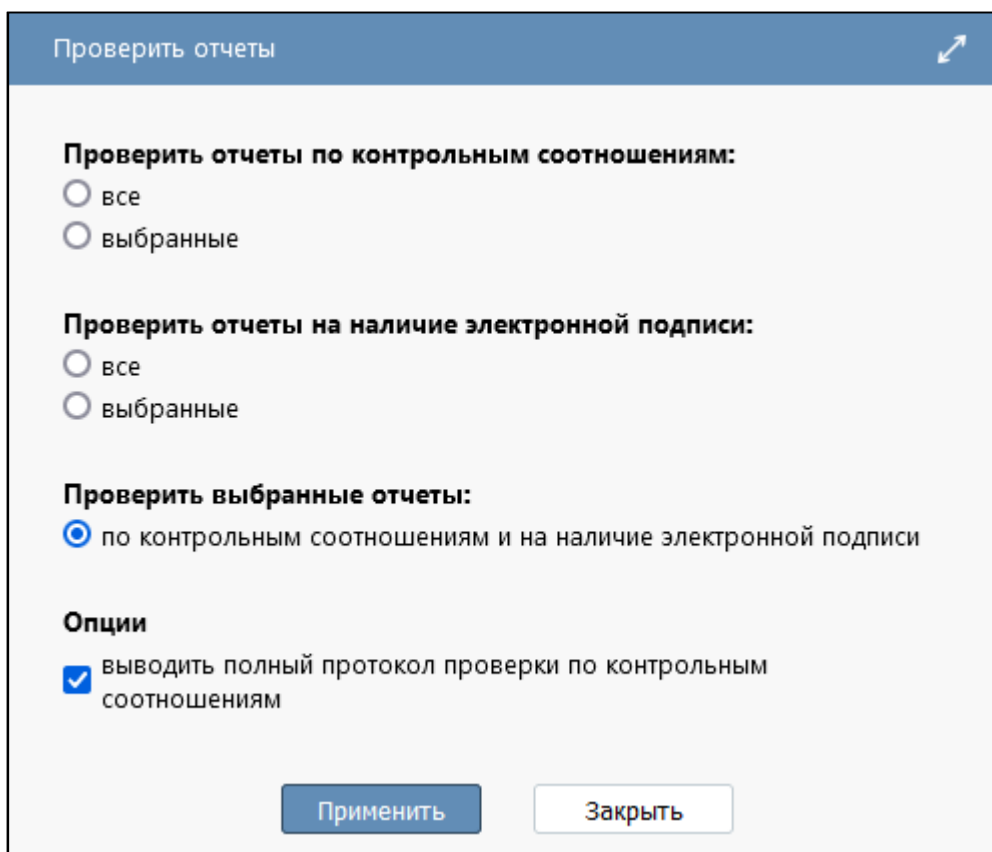 Проверить отчеты
Проверить отчеты по контрольным соотношениям:
все
выбранные
Проверить отчеты на наличие электронной подписи:
все
выбранные
Проверить выбранные отчеты:
по контрольным соотношениям и на наличие электронной подписи
Опции
выводить полный протокол проверки по контрольным
соотношениям
Применить
Закрыть